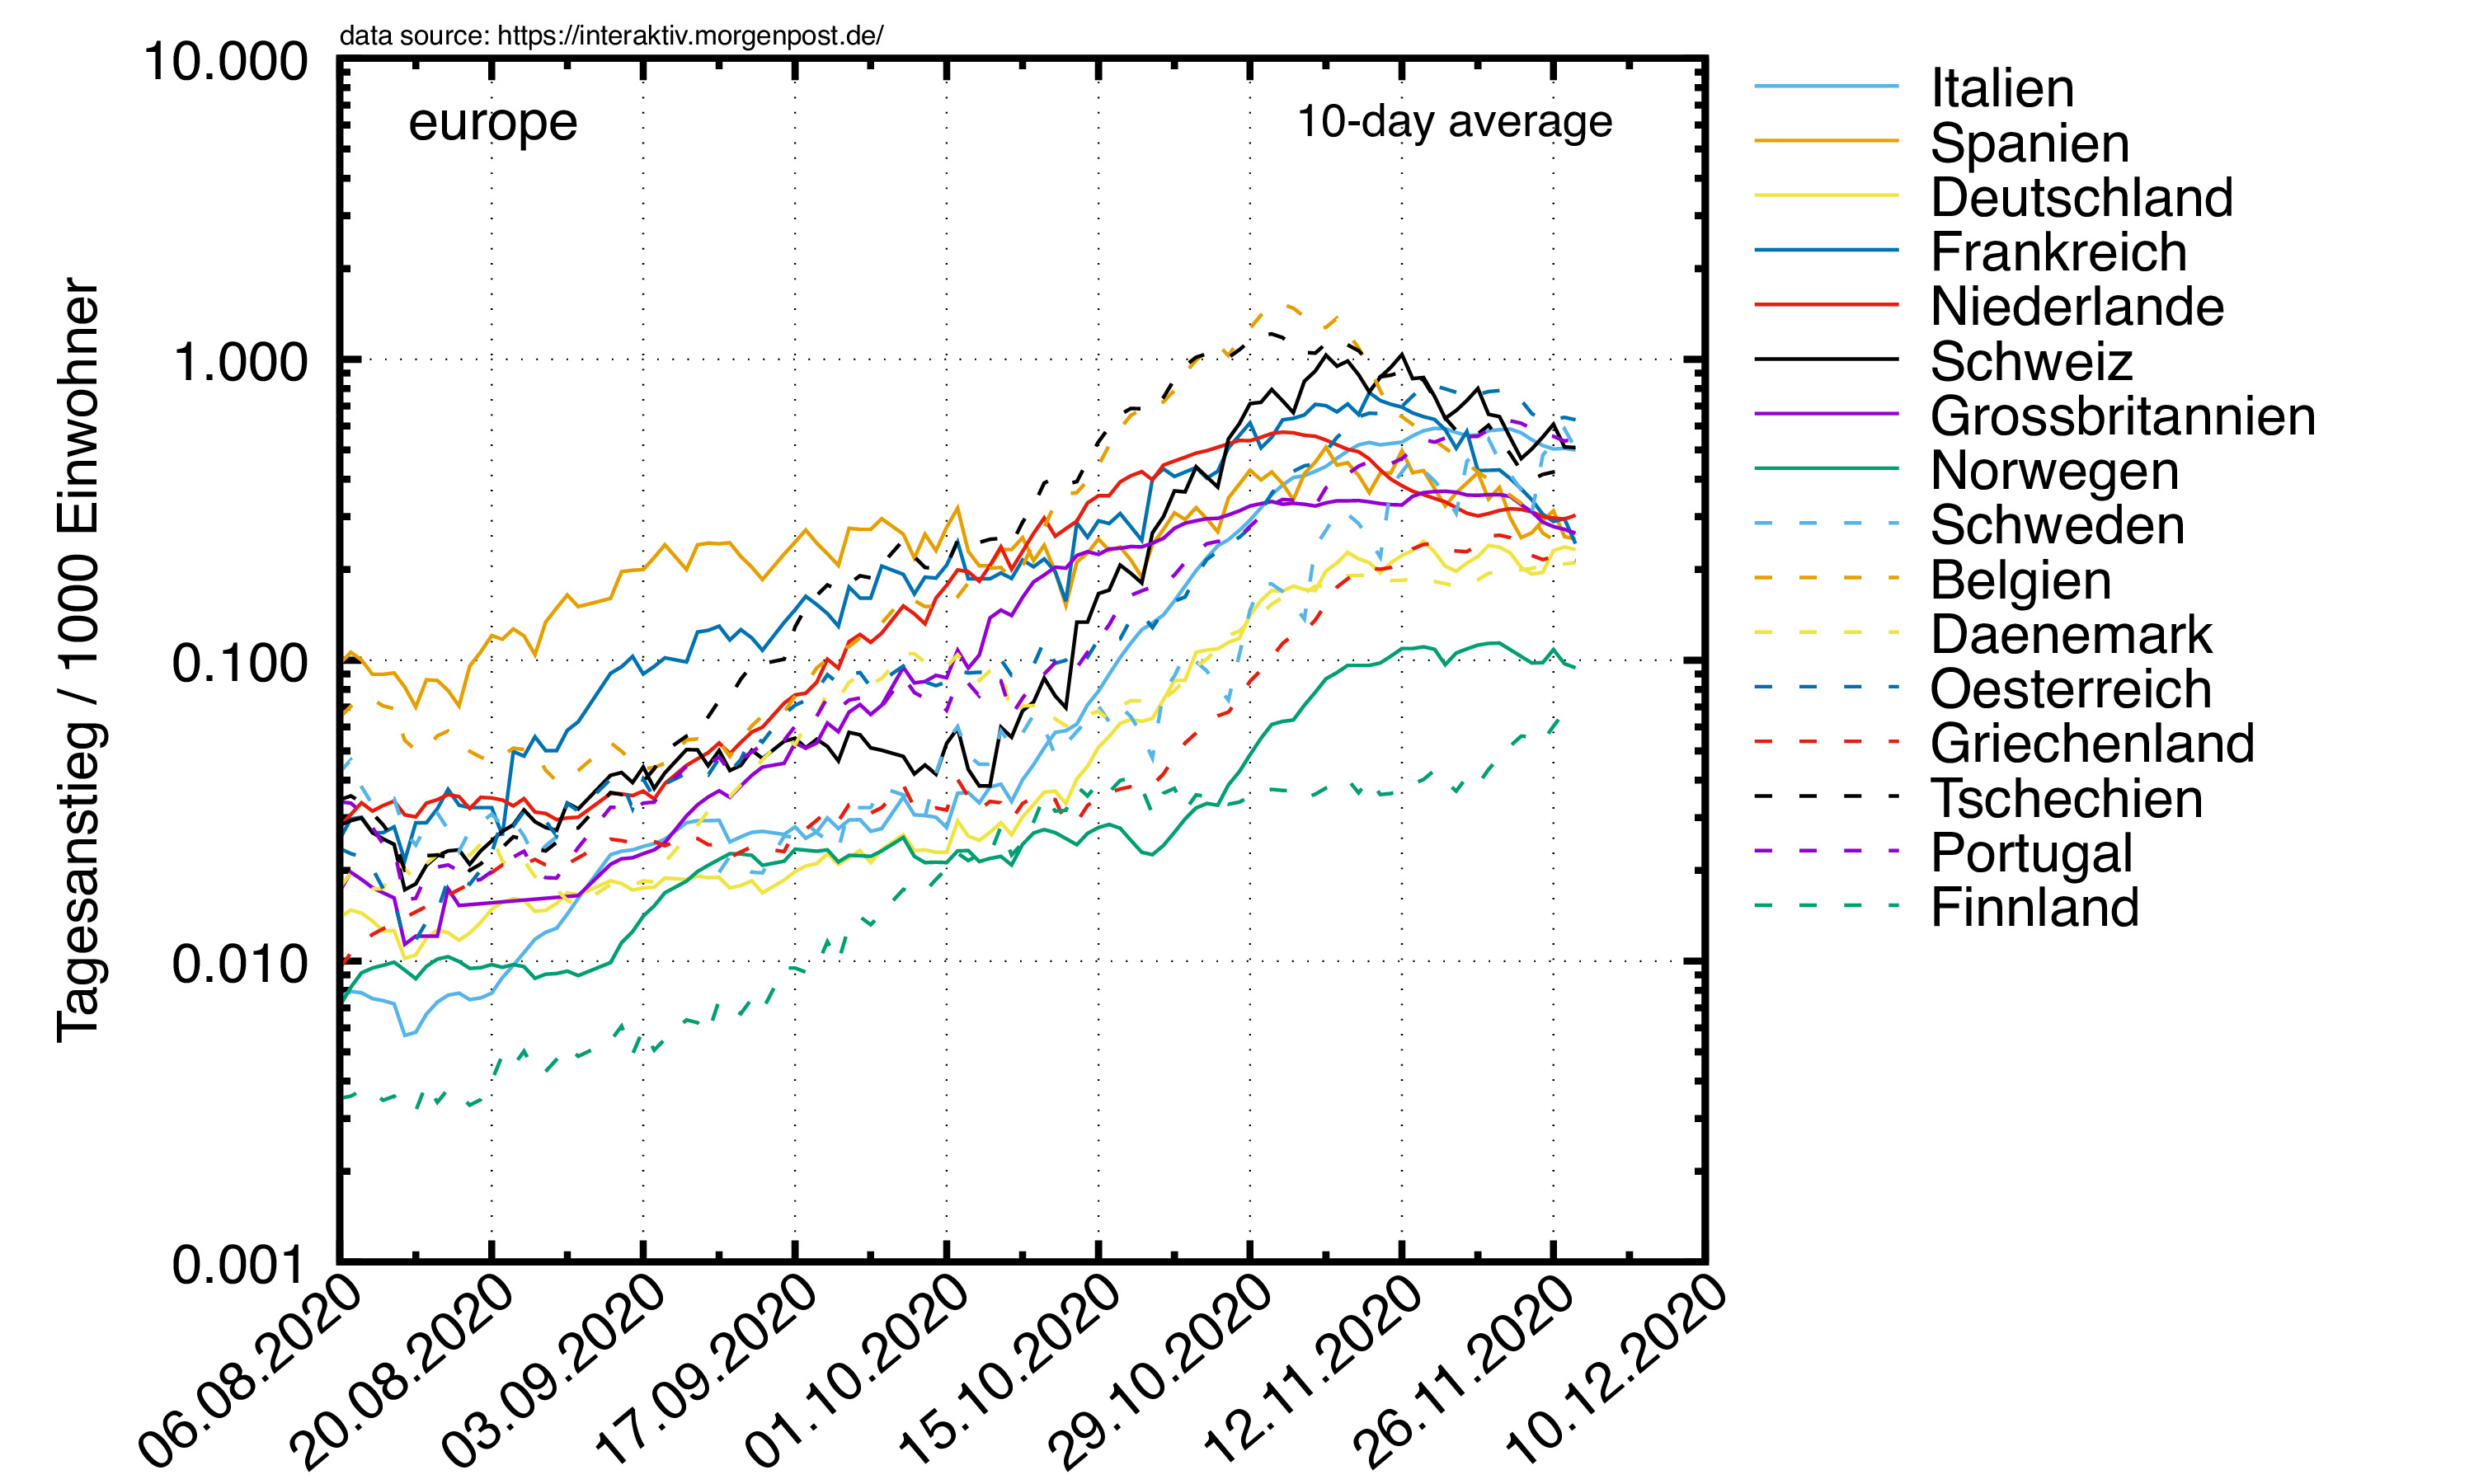 data source: https://interaktiv.morgenpost.de/
10.000
1.000
0.100
0.010
0.001
Tagesanstieg / 1000 Einwohner
europe
10-day average
06.08.2020
20.08.2020
03.09.2020
17.09.2020
01.10.2020
15.10.2020
29.10.2020
12.11.2020
26.11.2020
10.12.2020
Italien
Spanien
Deutschland
Frankreich
Niederlande
Schweiz
Grossbritannien
Norwegen
Schweden
Belgien
Daenemark
Oesterreich
Griechenland
Tschechien
Portugal
Finnland